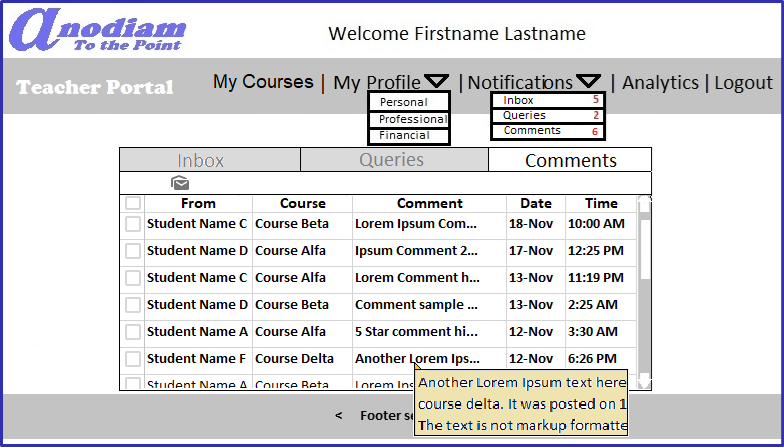 Anodiam
To the Point
Welcome Firstname Lastname
Teacher Portal
My Courses | My Profile | Notifications | Analytics | Logout
Personal
Professional
Financial
Inbox 5
Queries 2
Comments 6
Inbox Queries Comments
From Course Comment Date Time
Student Name C Course Beta Lorem Ipsum Com... 18-Nov 10:00 AM
Student Name D Course Alfa Ipsum Comment 2... 17-Nov 12:25 PM
Student Name C Course Alfa Lorem Comment h... 13-Nov 11:19 PM
Student Name D Course Beta Comment sample ... 13-Nov 2:25 AM
Student Name A Course Alfa 5 Star comment hi... 12-Nov 3:30 AM
Student Name F Course Delta Another Lorem Ips... 12-Nov 6:26 PM
Student Name A Course Beta Lorem Ips
Another Lorem Ipsum text here
course delta. It was posted on 1
The text is not markup formatte
< Footer se